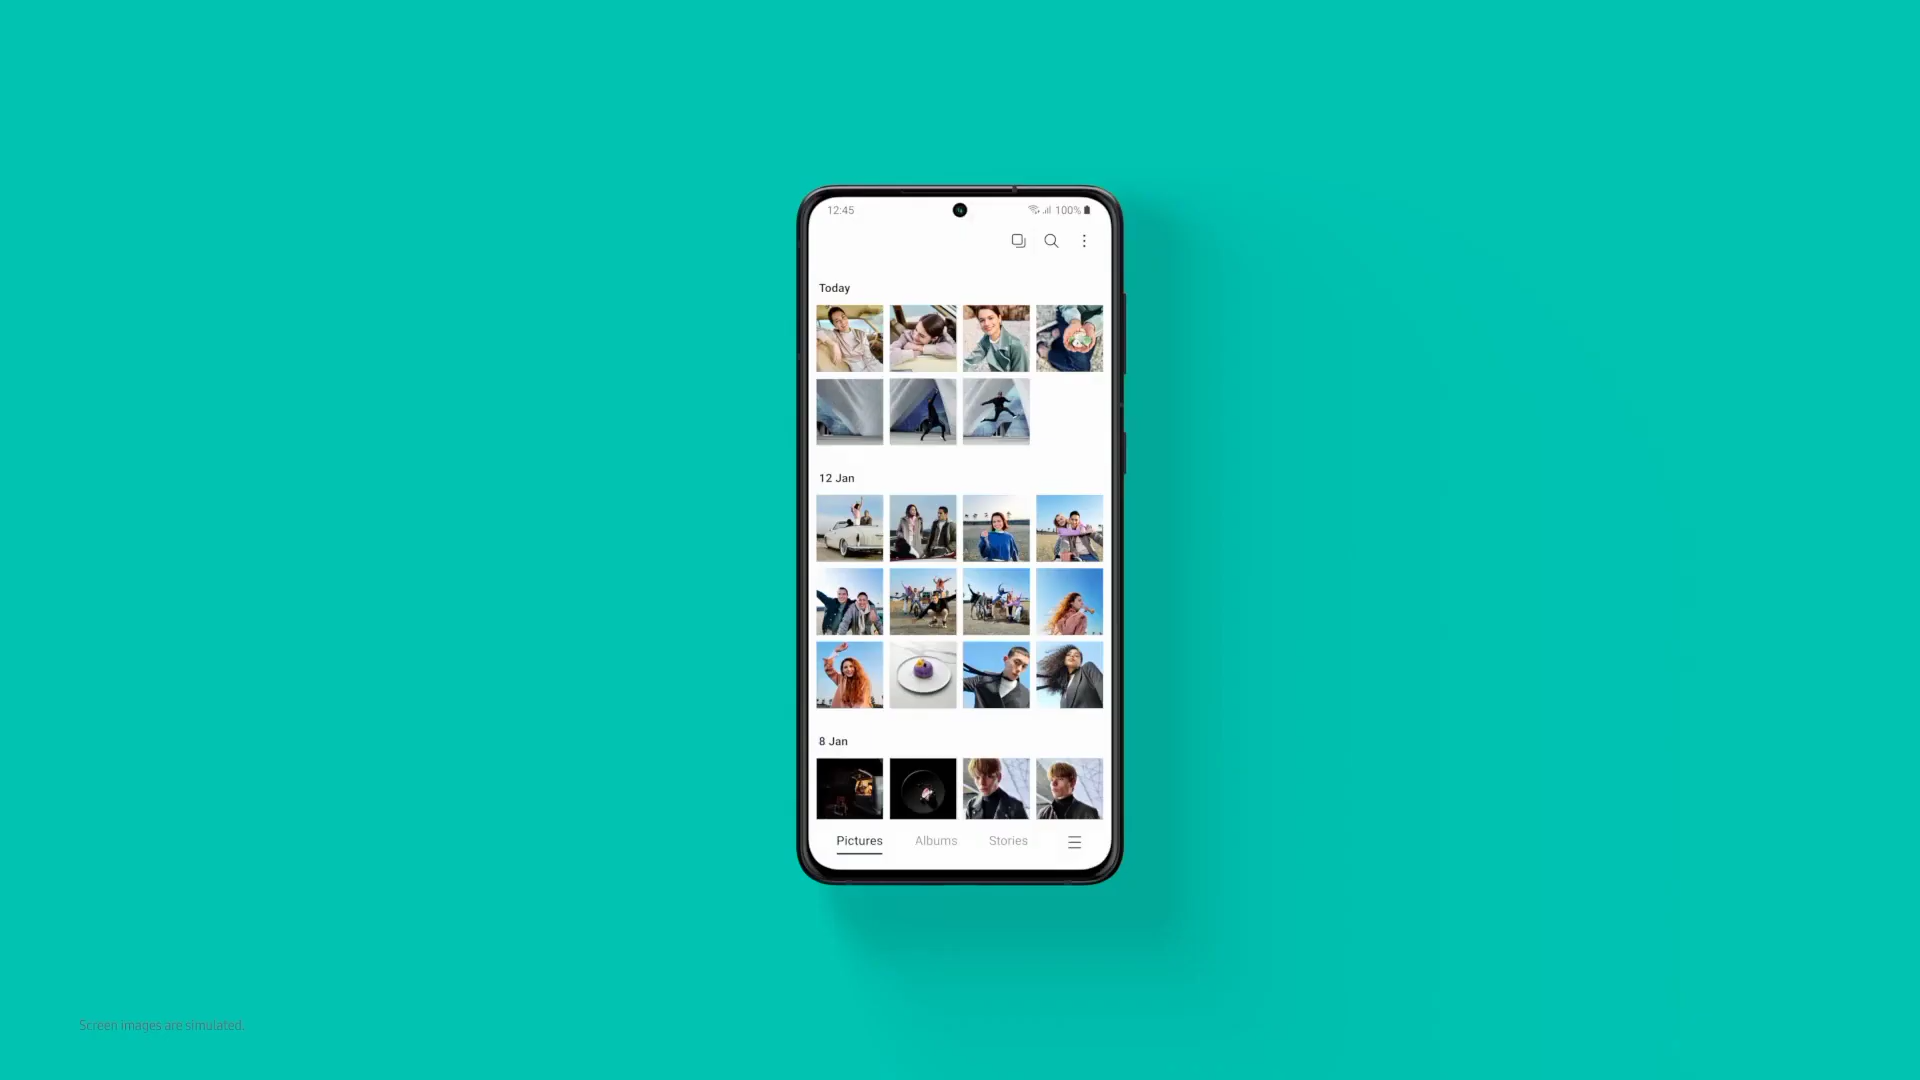 12:45
100%
Today
12 Jan
8 Jan
Pictures Albums Stories
Screen images are simulated.